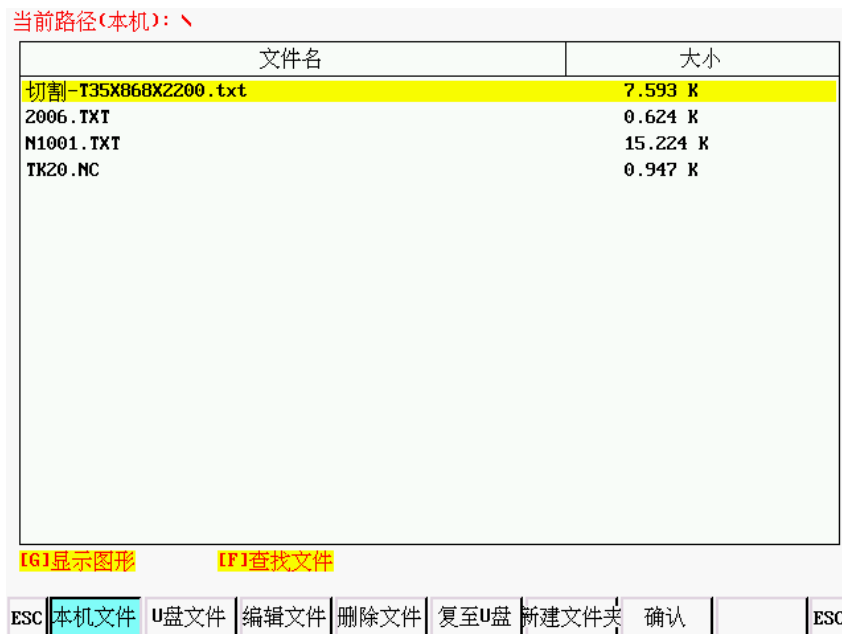 当前路径(本机): \
文件名 大小
切割-T35X868X2200.txt 7.593 K
2006.TXT 0.624 K
N1001.TXT 15.224 K
TK20.NC 0.947 K
[G]显示图形 [F]查找文件
ESC 本机文件 U盘文件 编辑文件 删除文件 复至U盘 新建文件夹 确认 ESC